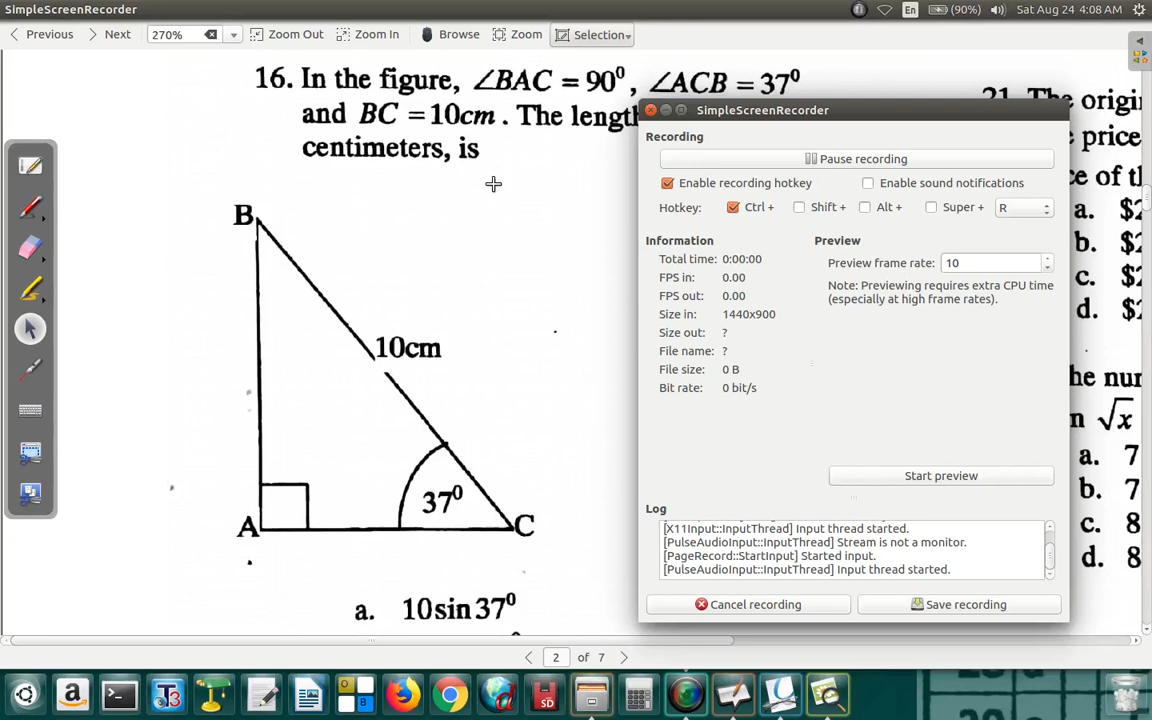 SimpleScreenRecorder
En (90%) Sat Aug 24 4:08 AM
Previous Next 270% Zoom Out Zoom In Browse Zoom Selection
16. In the figure, ∠BAC = 90⁰, ∠ACB = 37⁰
and BC = 10cm. The length
centimeters, is
B
10cm
37⁰
A
C
a. 10sin37⁰
21. The origi
e price
ce of th
a. $2
b. $2
c. $2
d. $2
he nu
n √x
a. 7
b. 7
c. 8
d. 8
SimpleScreenRecorder
Recording
Pause recording
Enable recording hotkey Enable sound notifications
Hotkey: Ctrl + Shift + Alt + Super + R
Information
Total time: 0:00:00
FPS in: 0.00
FPS out: 0.00
Size in: 1440x900
Size out: ?
File name: ?
File size: 0 B
Bit rate: 0 bit/s
Preview
Preview frame rate: 10
Note: Previewing requires extra CPU time
(especially at high frame rates).
Start preview
Log
[X11Input::InputThread] Input thread started.
[PulseAudioInput::InputThread] Stream is not a monitor.
[PageRecord::StartInput] Started input.
[PulseAudioInput::InputThread] Input thread started.
Cancel recording Save recording
2 of 7
SD